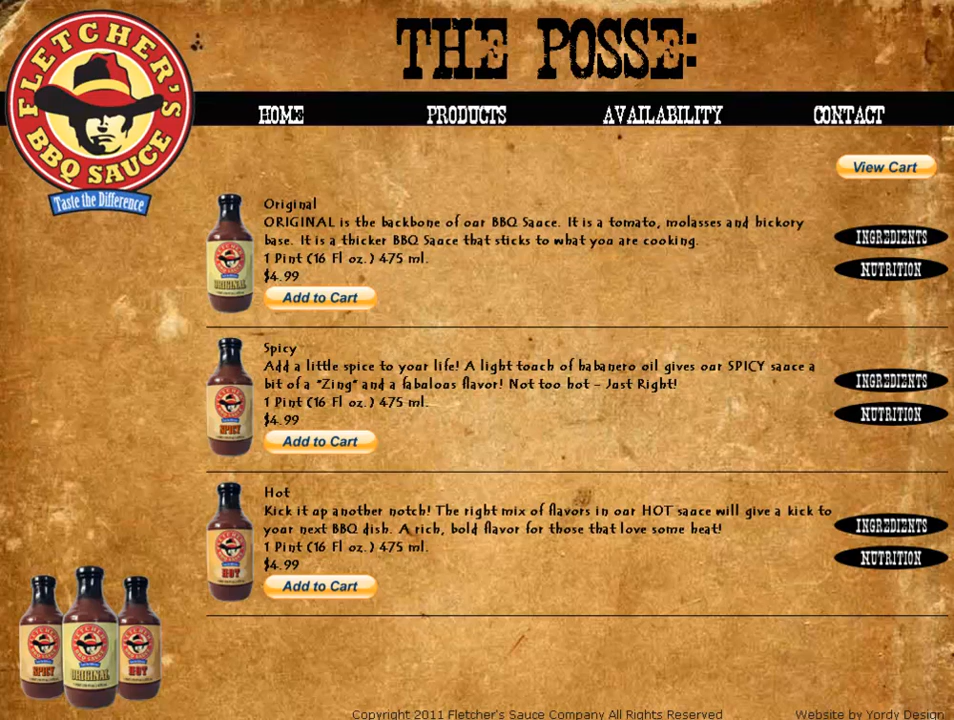 FLETCHER'S
BBQ SAUCE
Taste the Difference
THE POSSE:
HOME PRODUCTS AVAILABILITY CONTACT
View Cart
Original
ORIGINAL is the backbone of our BBQ Sauce. It is a tomato, molasses and hickory
base. It is a thicker BBQ Sauce that sticks to what you are cooking.
1 Pint (16 Fl oz.) 475 ml.
$4.99
Add to Cart
INGREDIENTS
NUTRITION
FLETCHER'S
ORIGINAL
Spicy
Add a little spice to your life! A light touch of habanero oil gives our SPICY sauce a
bit of a "Zing" and a fabulous flavor! Not too hot - Just Right!
1 Pint (16 Fl oz.) 475 ml.
$4.99
Add to Cart
INGREDIENTS
NUTRITION
SPICY
Hot
Kick it up another notch! The right mix of flavors in our HOT sauce will give a kick to
your next BBQ dish. A rich, bold flavor for those that love some heat!
1 Pint (16 Fl oz.) 475 ml.
$4.99
Add to Cart
INGREDIENTS
NUTRITION
HOT
SPICY ORIGINAL HOT
Copyright 2011 Fletcher's Sauce Company All Rights Reserved
Website by Yordy Design